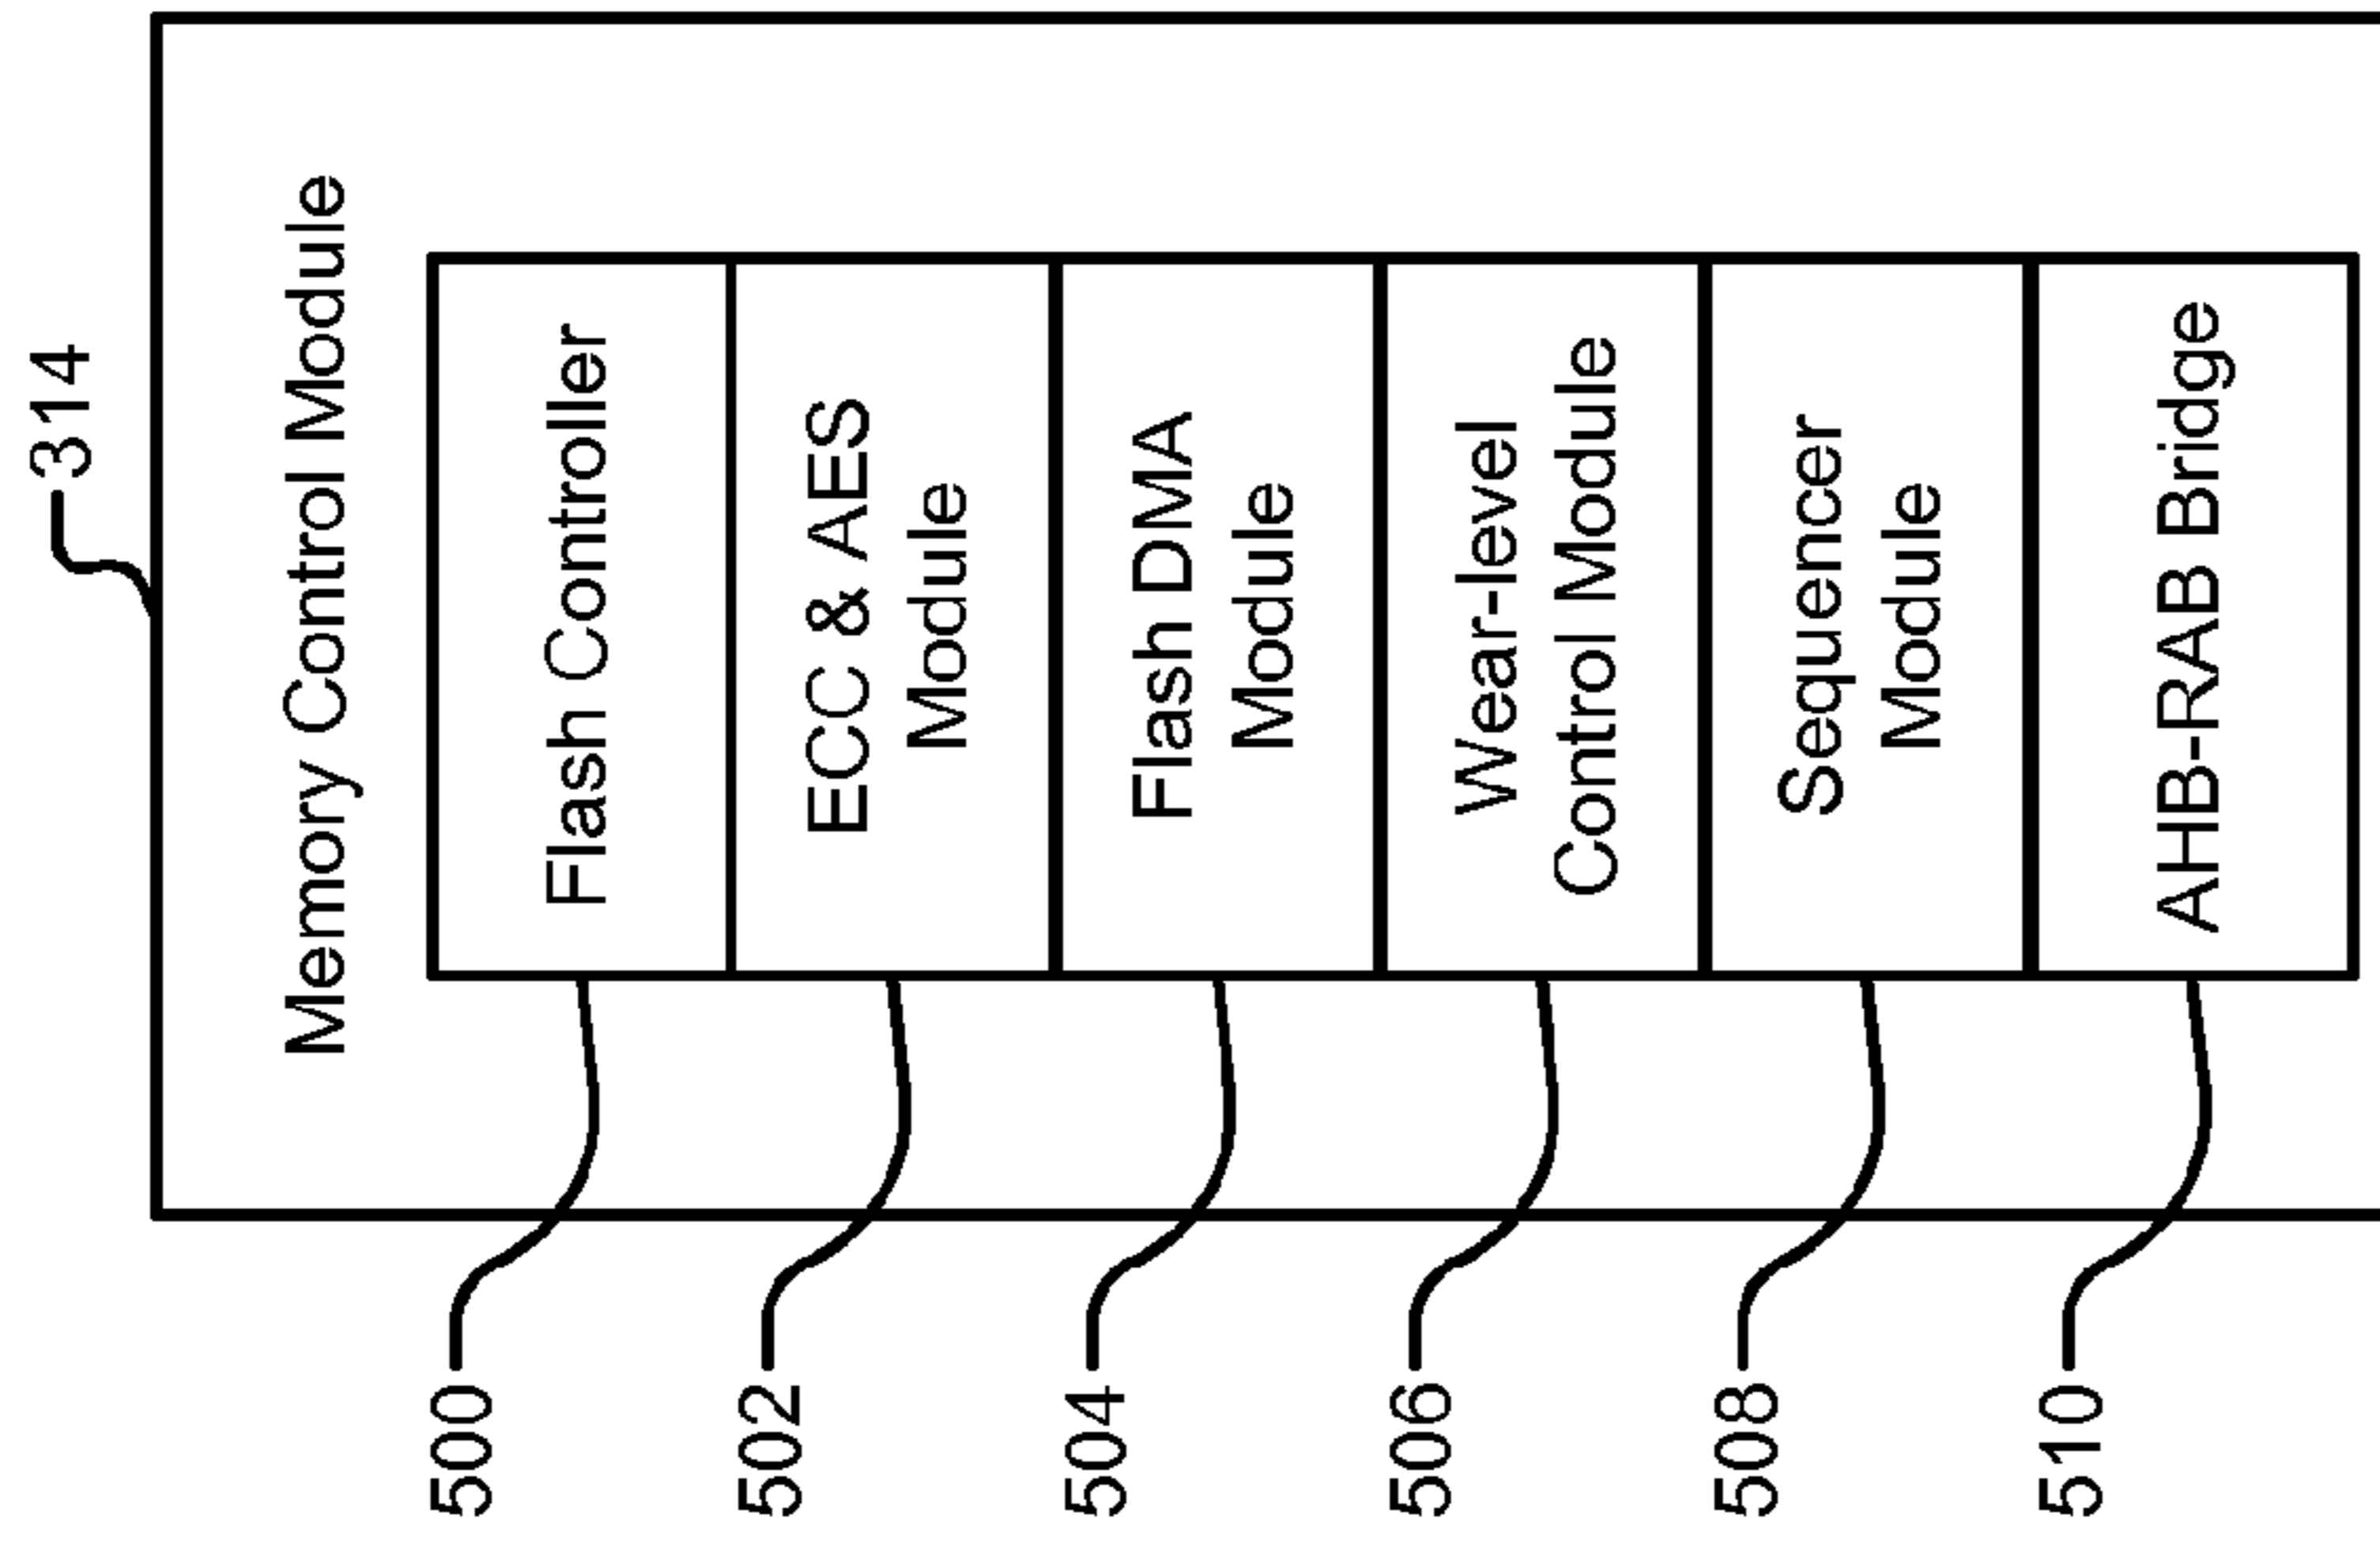 314
Memory Control Module
500
Flash Controller
502
ECC & AES
Module
504
Flash DMA
Module
506
Wear-level
Control Module
508
Sequencer
Module
510
AHB-RAB Bridge